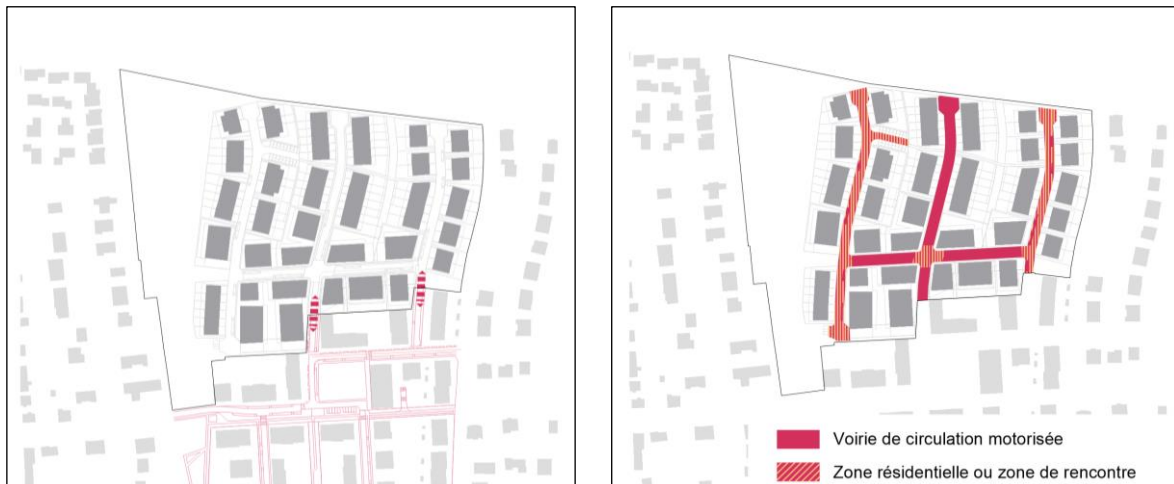 Voirie de circulation motorisée
Zone résidentielle ou zone de rencontre